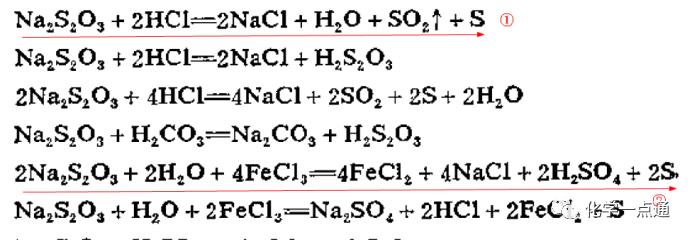 Na₂S₂O₃ + 2HCl══2NaCl + H₂O + SO₂↑ + S ①
Na₂S₂O₃ + 2HCl══2NaCl + H₂S₂O₃
2Na₂S₂O₃ + 4HCl══4NaCl + 2SO₂ + 2S + 2H₂O
Na₂S₂O₃ + H₂CO₃══Na₂CO₃ + H₂S₂O₃
2Na₂S₂O₃ + 2H₂O + 4FeCl₃══4FeCl₂ + 4NaCl + 2H₂SO₄ + 2S
②
Na₂S₂O₃ + H₂O + 2FeCl₃══Na₂SO₄ + 2HCl + 2FeCl₂ + S
化学一点通